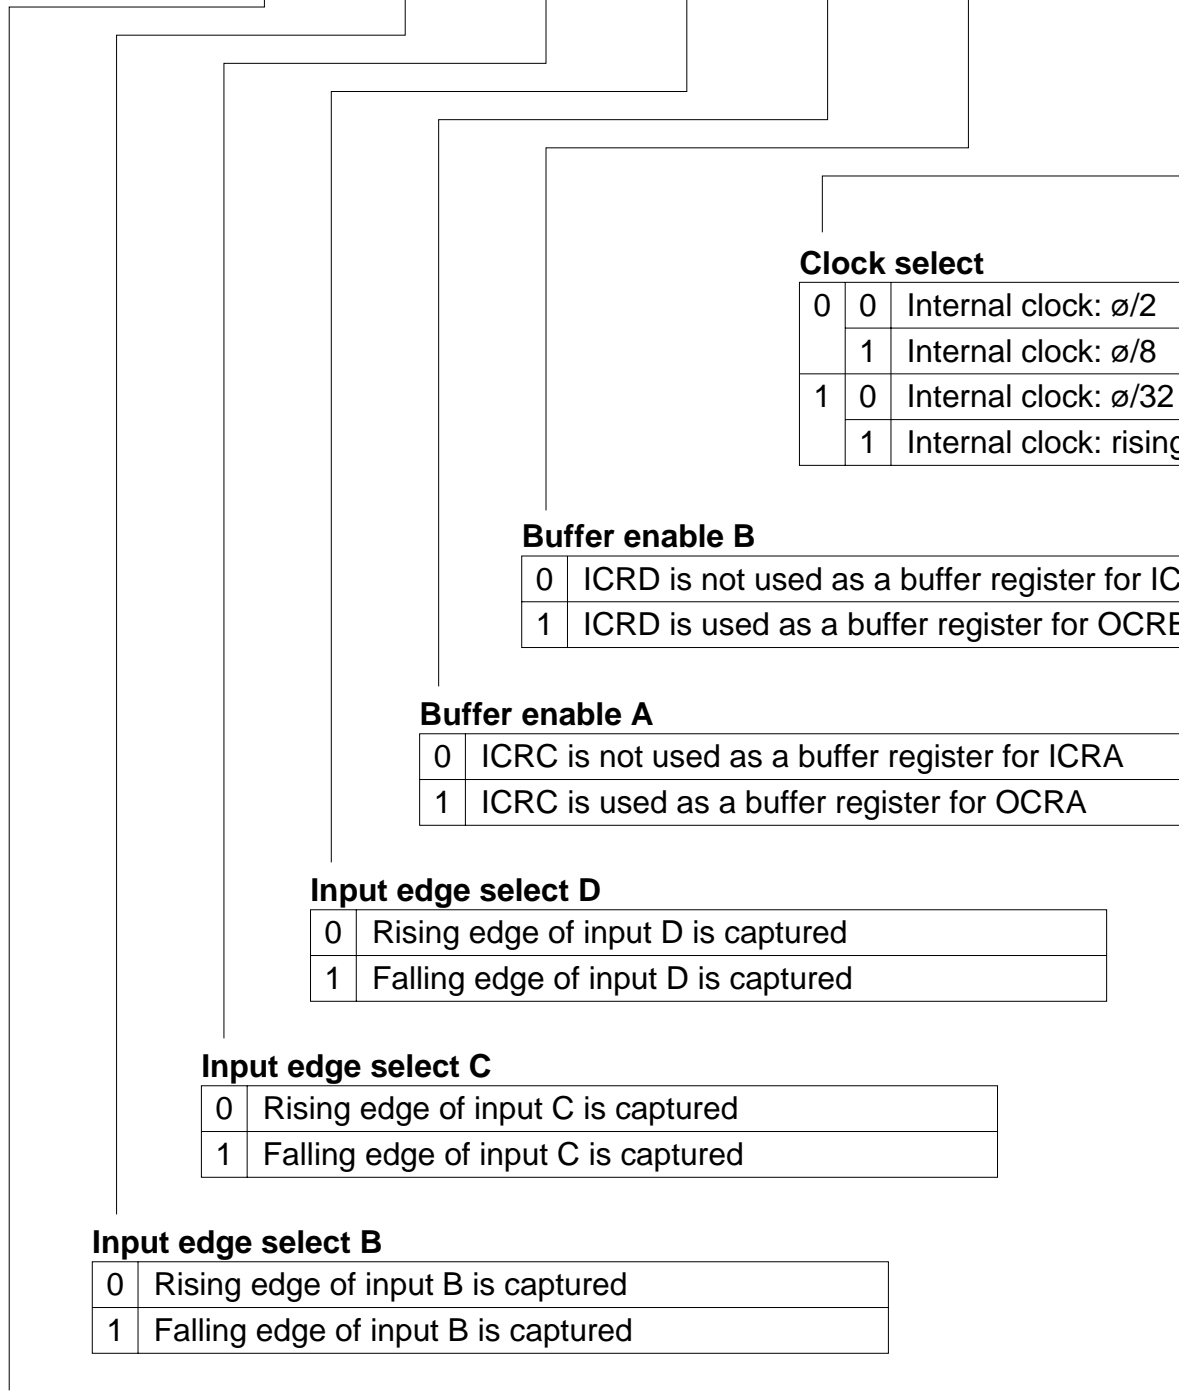 Clock select
0 0 Internal clock: ø/2
1 Internal clock: ø/8
1 0 Internal clock: ø/32
1 Internal clock: rising
Buffer enable B
0 ICRD is not used as a buffer register for
1 ICRD is used as a buffer register for
Buffer enable A
0 ICRC is not used as a buffer register for ICRA
1 ICRC is used as a buffer register for OCRA
Input edge select D
0 Rising edge of input D is captured
1 Falling edge of input D is captured
Input edge select C
0 Rising edge of input C is captured
1 Falling edge of input C is captured
Input edge select B
0 Rising edge of input B is captured
1 Falling edge of input B is captured